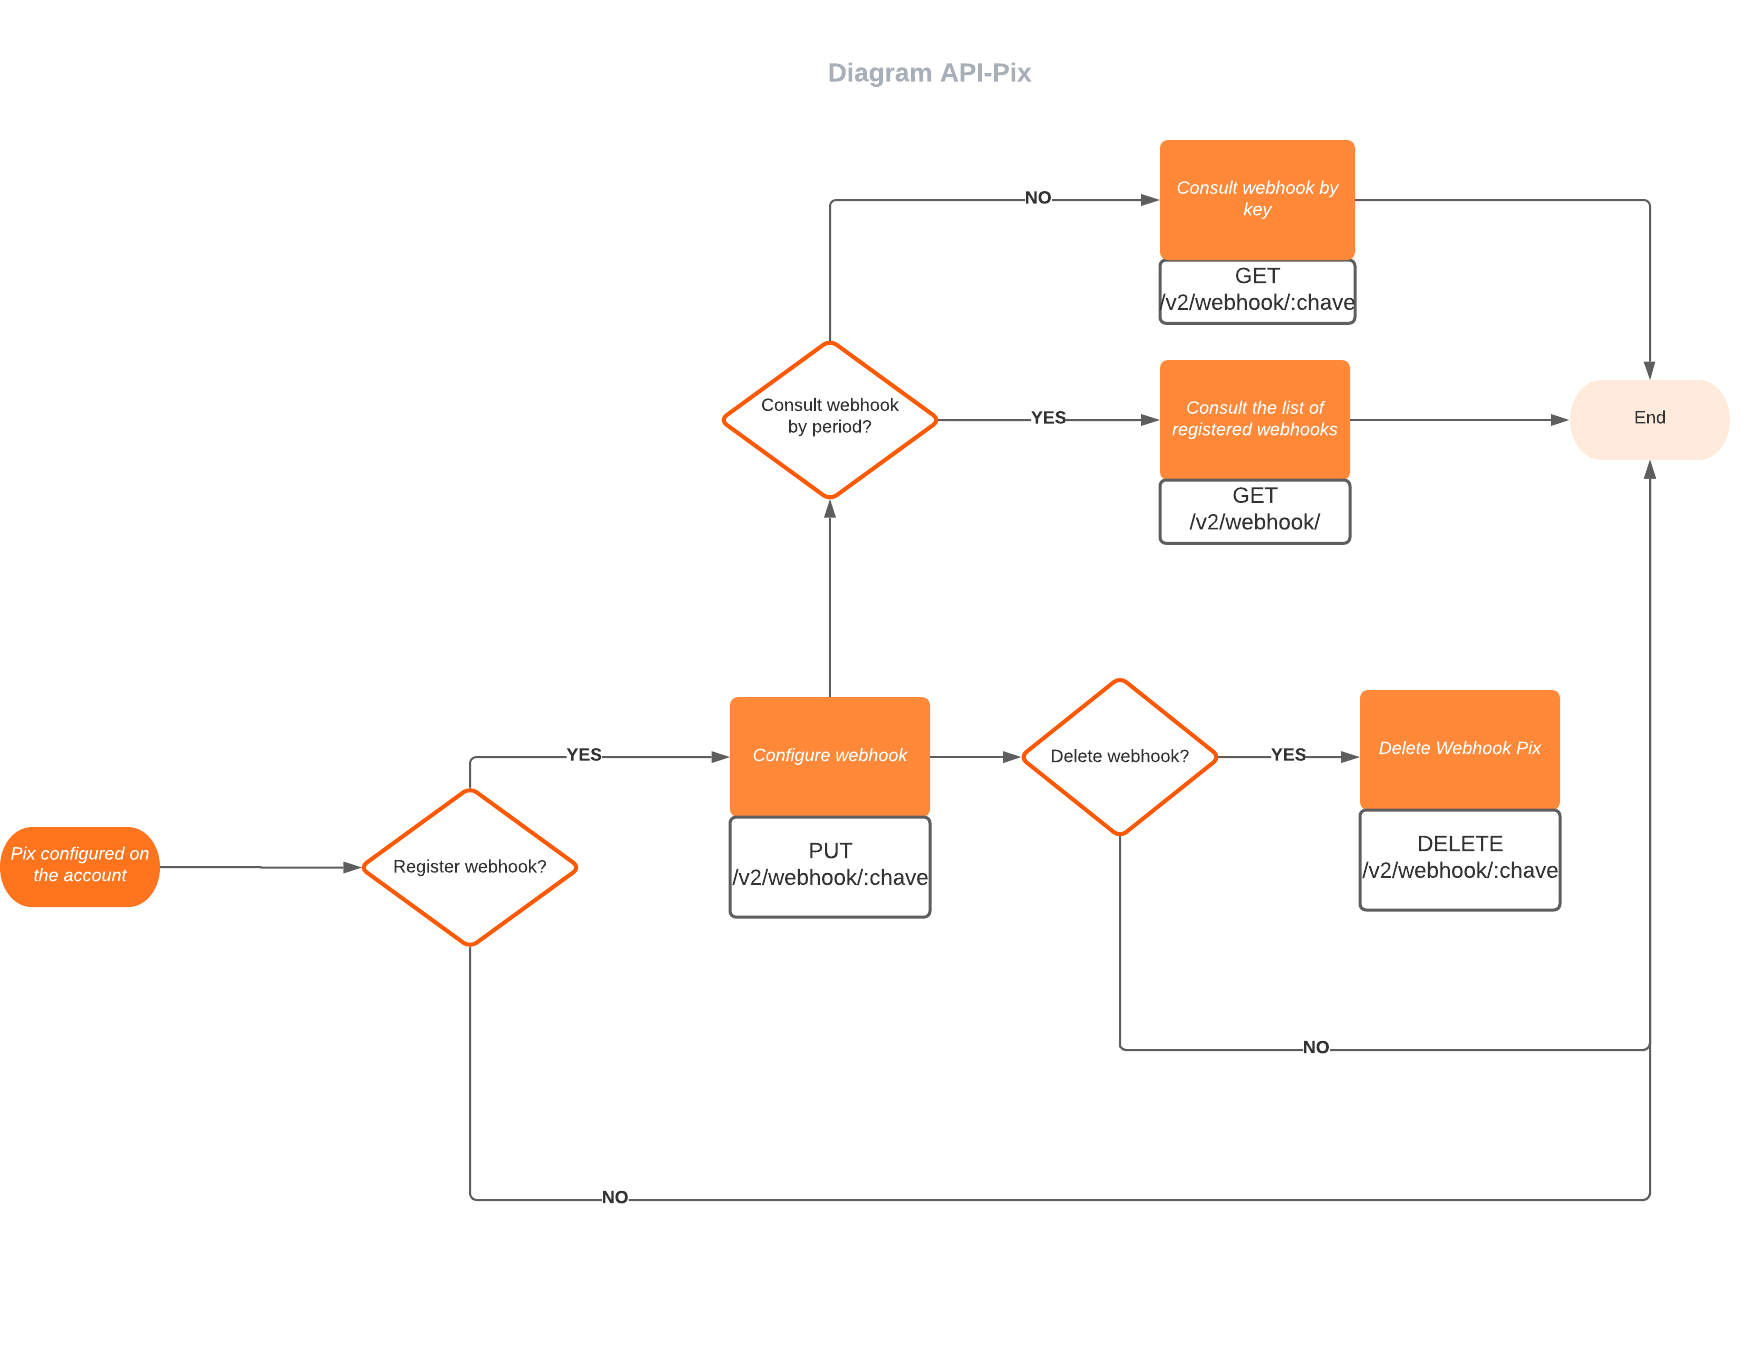 Diagram API-Pix
NO
Consult webhook by
key
GET
/v2/webhook/:chave
Consult webhook
by period?
YES
Consult the list of
registered webhooks
GET
/v2/webhook/
End
YES
Configure webhook
PUT
/v2/webhook/:chave
Delete webhook?
YES
Delete Webhook Pix
DELETE
/v2/webhook/:chave
Pix configured on
the account
Register webhook?
NO
NO